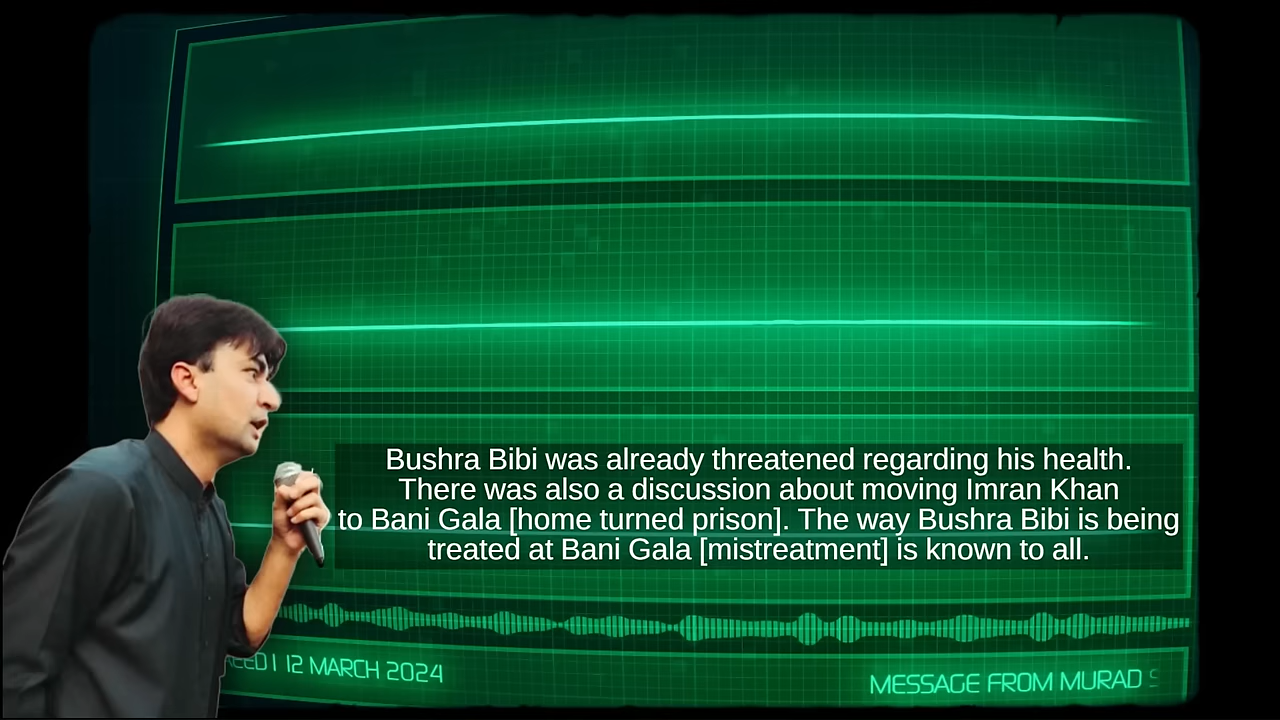 Bushra Bibi was already threatened regarding his health.
There was also a discussion about moving Imran Khan
to Bani Gala [home turned prison]. The way Bushra Bibi is being
treated at Bani Gala [mistreatment] is known to all.
12 MARCH 2024
MESSAGE FROM MURAD